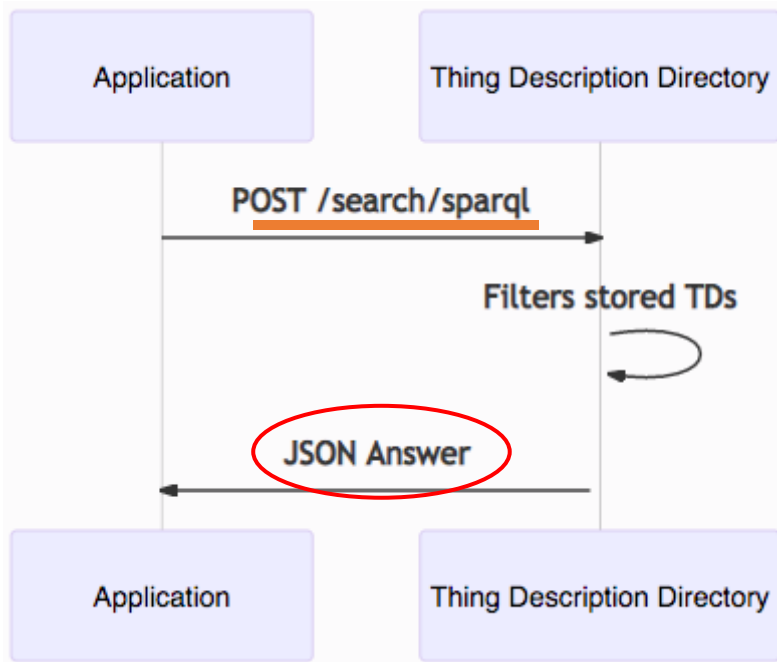 Application
Thing Description Directory
POST /search/sparql
Filters stored TDs
JSON Answer
Application
Thing Description Directory